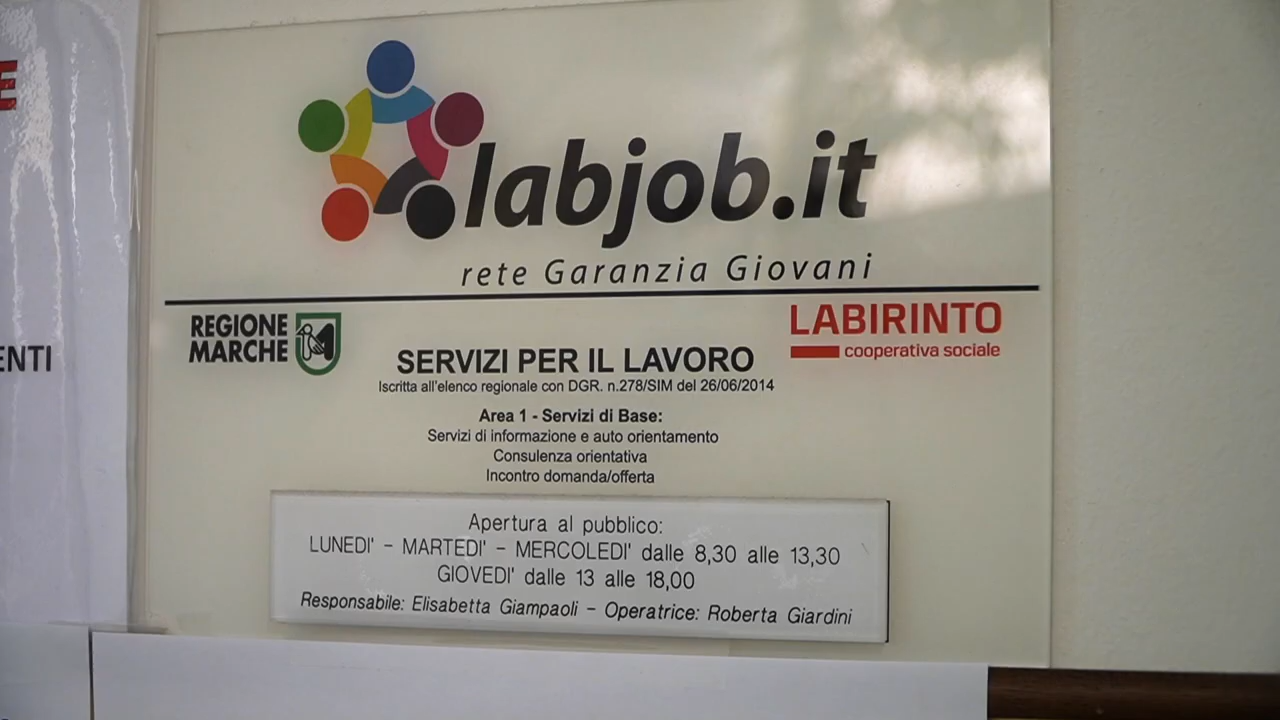 E
ENTI
labjob.it
rete Garanzia Giovani
REGIONE
MARCHE
LABIRINTO
cooperativa sociale
SERVIZI PER IL LAVORO
Iscritta all'elenco regionale con DGR. n.278/SIM del 26/06/2014
Area 1 - Servizi di Base:
Servizi di informazione e auto orientamento
Consulenza orientativa
Incontro domanda/offerta
Apertura al pubblico:
LUNEDI' - MARTEDI' - MERCOLEDI' dalle 8,30 alle 13,30
GIOVEDI' dalle 13 alle 18,00
Responsabile: Elisabetta Giampaoli - Operatrice: Roberta Giardini